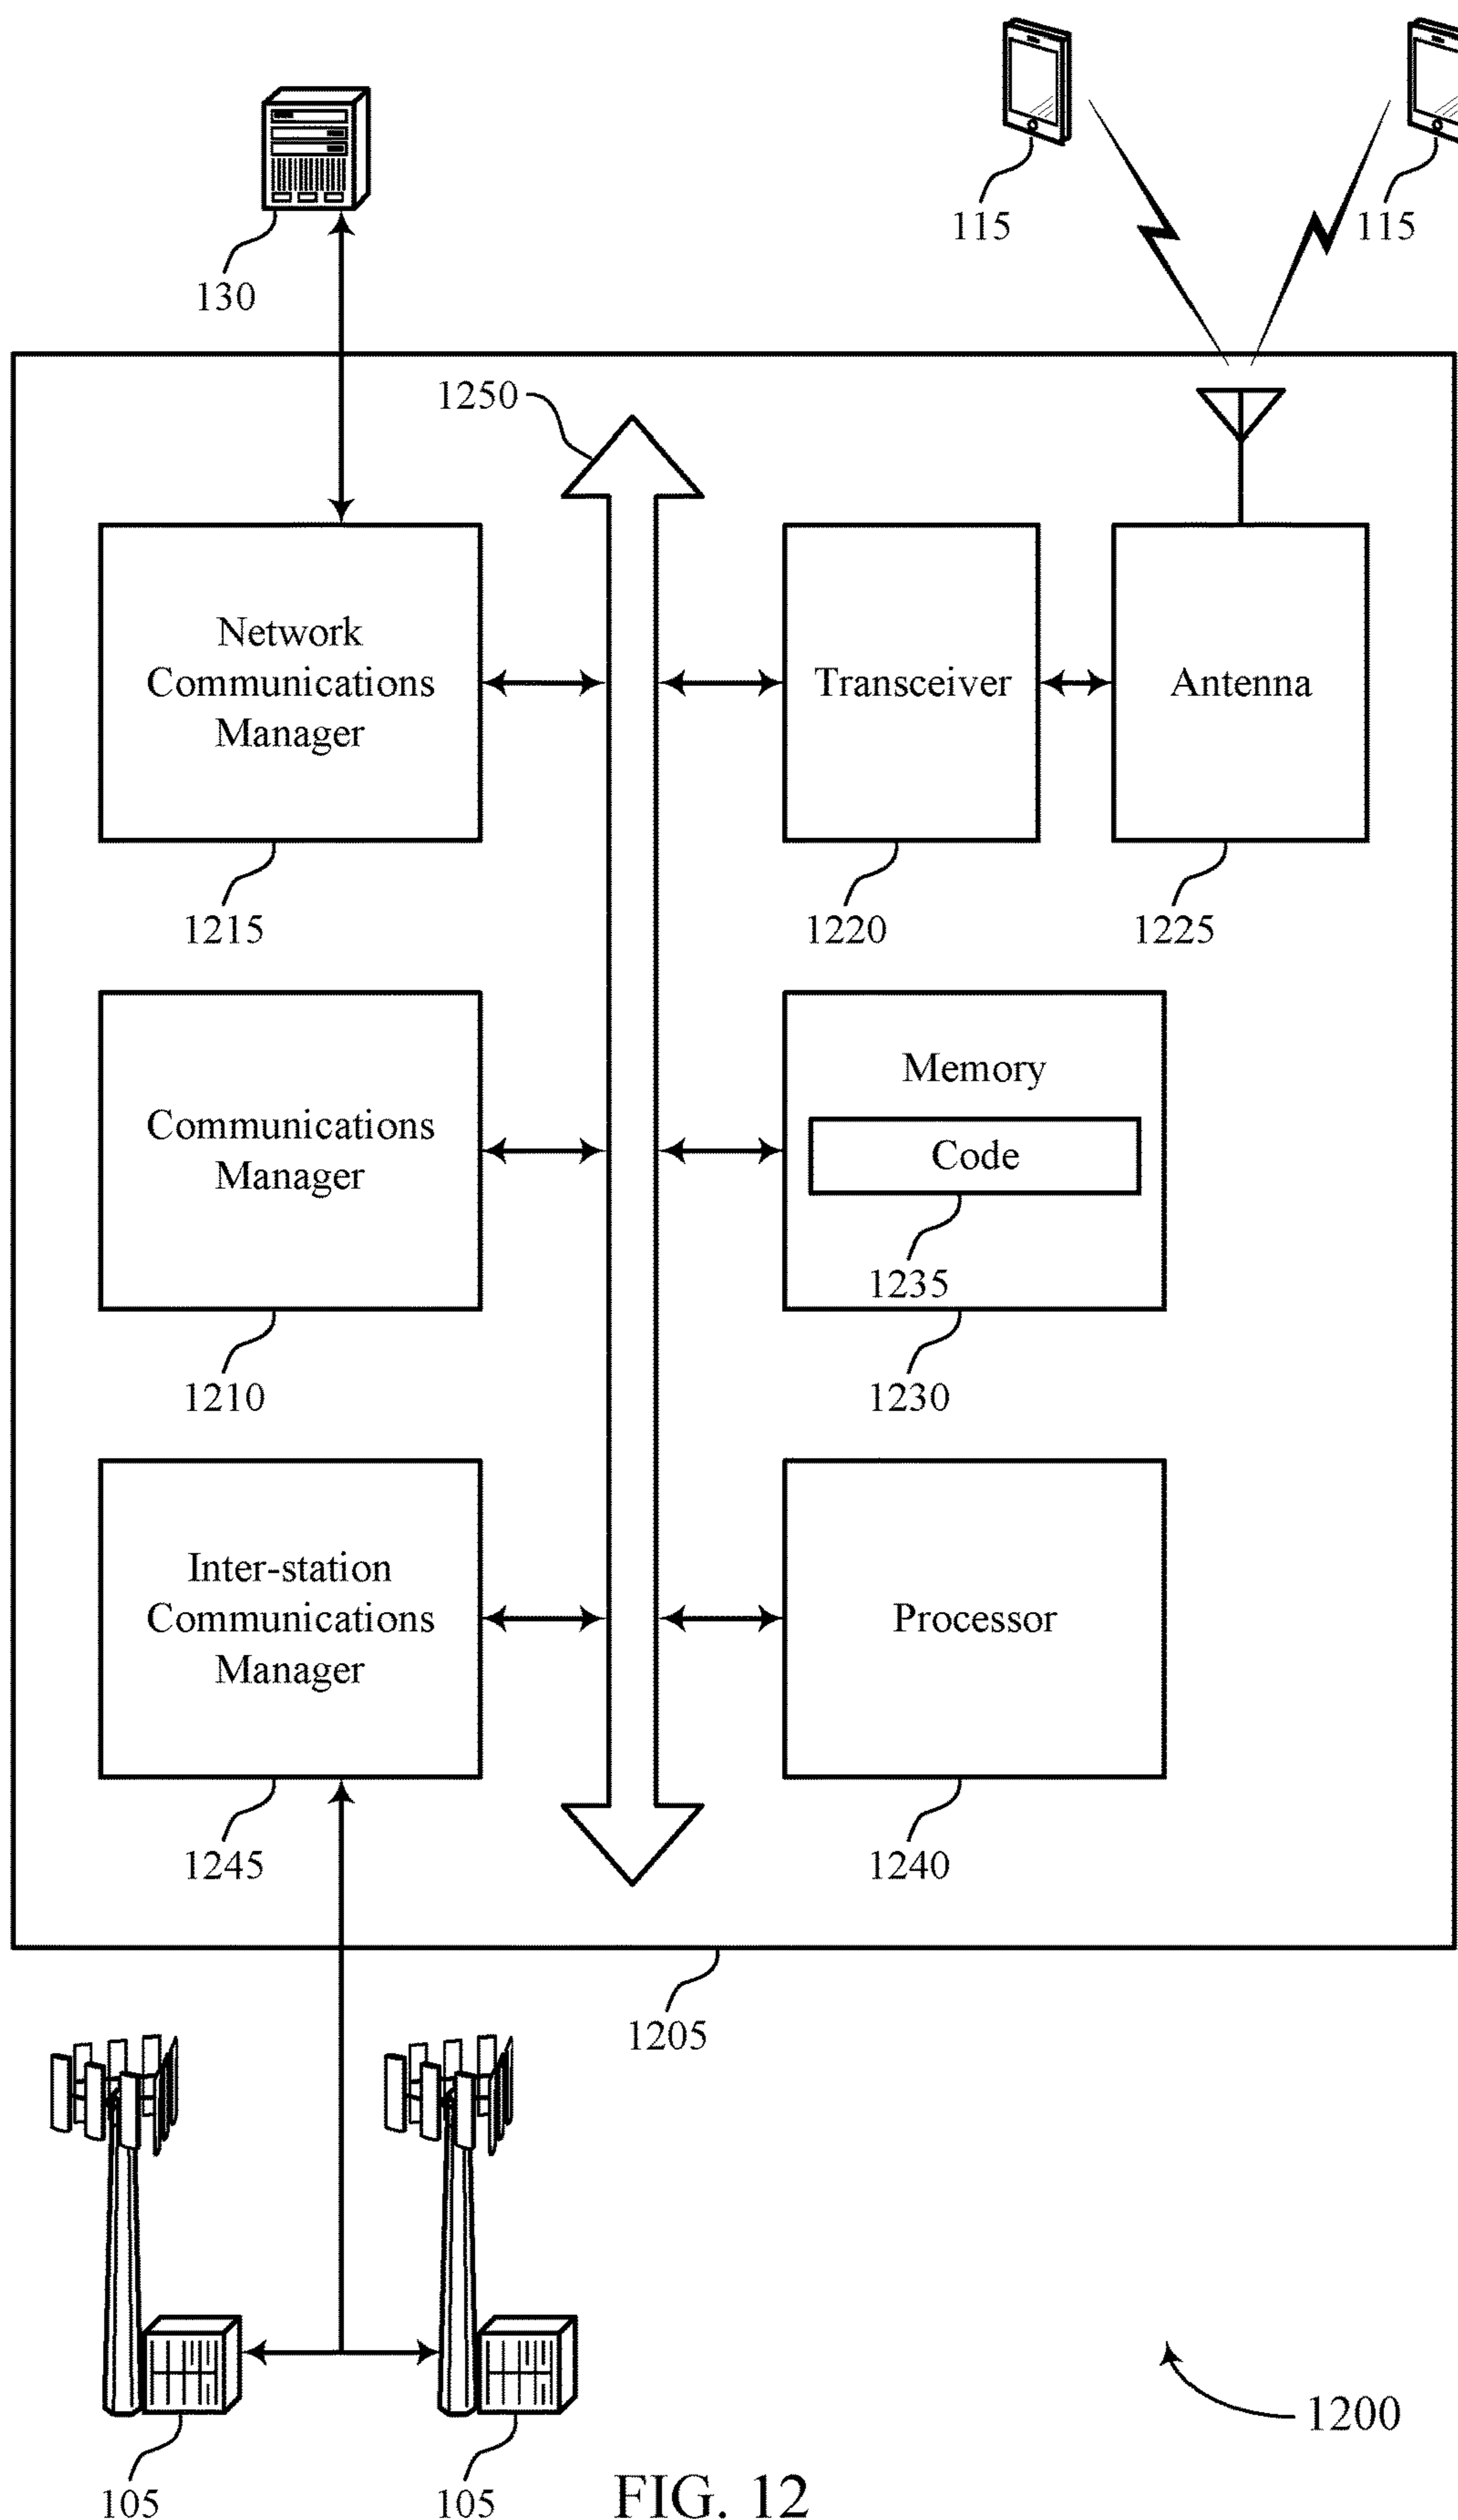 130
115
115
1250
Network
Communications
Manager
Transceiver
Antenna
1215
1220
1225
Communications
Manager
Memory
Code
1235
1210
1230
Inter-station
Communications
Manager
Processor
1245
1240
1205
1200
105
105
FIG. 12